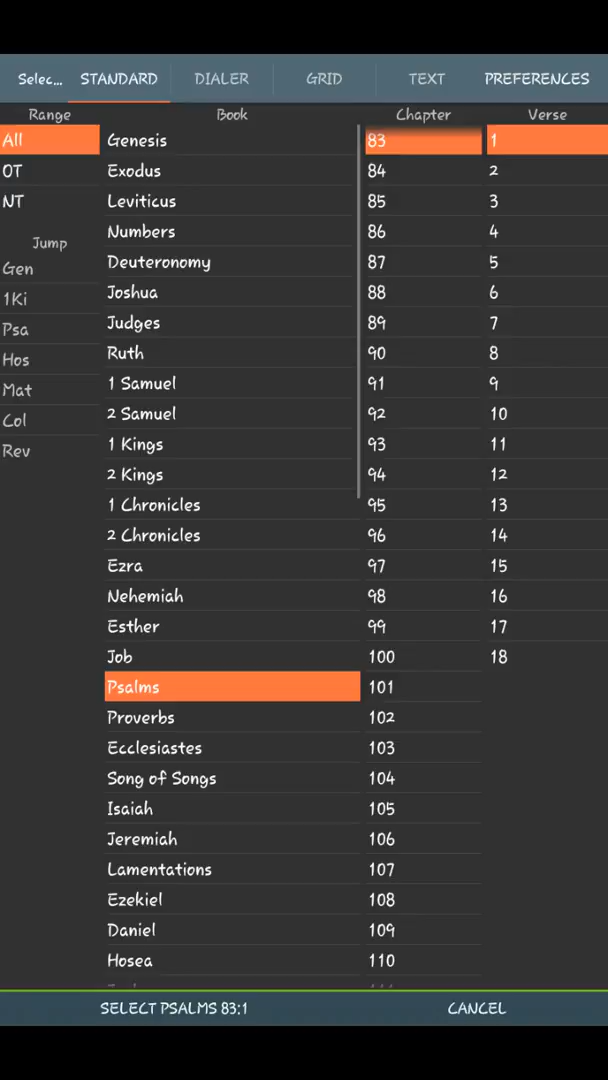 Selec... STANDARD DIALER GRID TEXT PREFERENCES
Range Book Chapter Verse
All Genesis 83 1
OT Exodus 84 2
NT Leviticus 85 3
Numbers 86 4
Jump
Gen Deuteronomy 87 5
1Ki Joshua 88 6
Psa Judges 89 7
Hos Ruth 90 8
Mat 1 Samuel 91 9
Col 2 Samuel 92 10
Rev 1 Kings 93 11
2 Kings 94 12
1 Chronicles 95 13
2 Chronicles 96 14
Ezra 97 15
Nehemiah 98 16
Esther 99 17
Job 100 18
Psalms 101
Proverbs 102
Ecclesiastes 103
Song of Songs 104
Isaiah 105
Jeremiah 106
Lamentations 107
Ezekiel 108
Daniel 109
Hosea 110
SELECT PSALMS 83:1 CANCEL